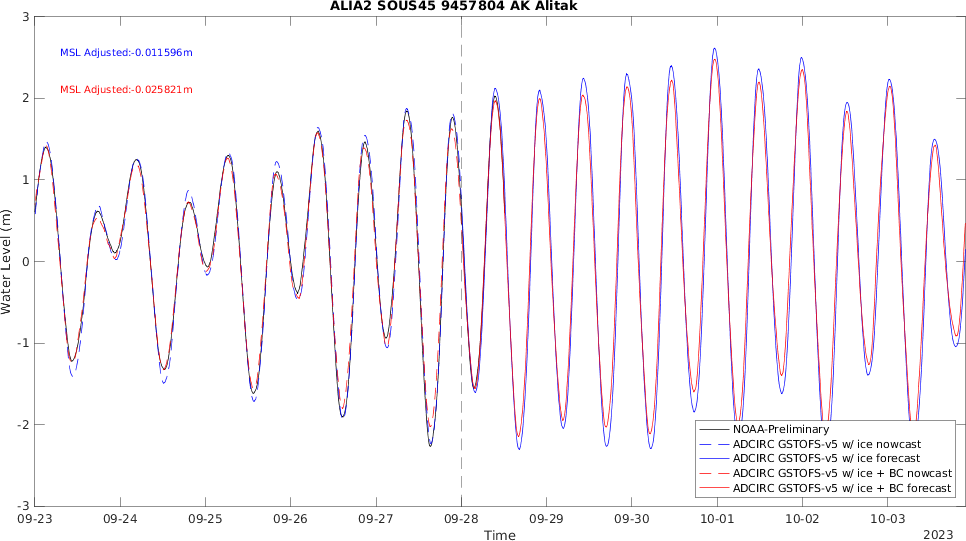 ALIA2 SOUS45 9457804 AK Alitak
MSL Adjusted:-0.011596m
MSL Adjusted:-0.025821m
Water Level (m)
3
2
1
0
-1
-2
-3
NOAA-Preliminary
ADCIRC GSTOFS-v5 w/ ice nowcast
ADCIRC GSTOFS-v5 w/ ice forecast
ADCIRC GSTOFS-v5 w/ ice + BC nowcast
ADCIRC GSTOFS-v5 w/ ice + BC forecast
09-23 09-24 09-25 09-26 09-27 09-28 09-29 09-30 10-01 10-02 10-03
Time
2023